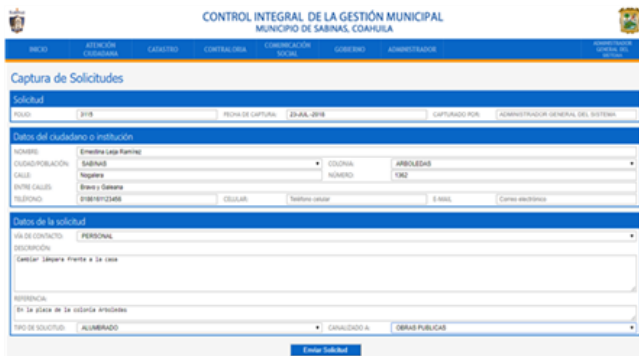 CONTROL INTEGRAL DE LA GESTIÓN MUNICIPAL
MUNICIPIO DE SABINAS, COAHUILA
INICIO ATENCIÓN CIUDADANA CATASTRO CONTRALORIA COMUNICACIÓN SOCIAL GOBIERNO ADMINISTRADOR ADMINISTRADOR GENERAL DEL SISTEMA
Captura de Solicitudes
Solicitud
FOLIO: 3115 FECHA DE CAPTURA: 23-JUL-2018 CAPTURADO POR: ADMINISTRADOR GENERAL DEL SISTEMA
Datos del ciudadano o institución
NOMBRE: Ernestina Leija Ramírez
CIUDAD/POBLACIÓN: SABINAS COLONIA: ARBOLEDAS
CALLE: Nogalera NÚMERO: 1362
ENTRE CALLES: Bravo y Galeana
TELÉFONO: 0186161123456 CELULAR: Teléfono celular E-MAIL: Correo electrónico
Datos de la solicitud
VÍA DE CONTACTO: PERSONAL
DESCRIPCIÓN:
Cambiar lámpara frente a la casa
REFERENCIA:
En la plaza de la colonia Arboledas
TIPO DE SOLICITUD: ALUMBRADO CANALIZADO A: OBRAS PUBLICAS
Enviar Solicitud